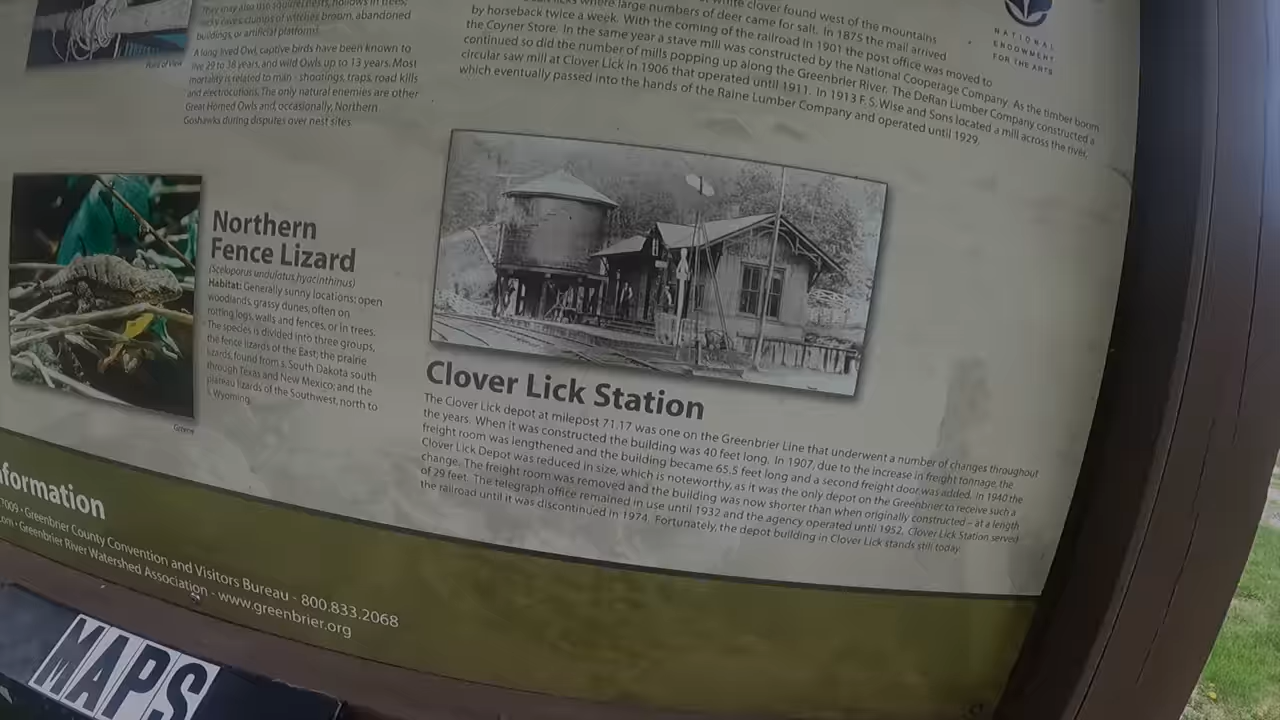 They may also use squirrel nests, hollows in trees,
rocky caves, clumps of witches broom, abandoned
buildings, or artificial platforms.
Point of View
A long lived Owl, captive birds have been known to
live 29 to 38 years, and wild Owls up to 13 years. Most
mortality is related to man - shootings, traps, road kills
and electrocutions. The only natural enemies are other
Great Horned Owls and, occasionally, Northern
Goshawks during disputes over nest sites.
white clover found west of the mountains
licks where large numbers of deer came for salt. In 1875 the mail arrived
by horseback twice a week. With the coming of the railroad in 1901 the post office was moved to
the Coyner Store. In the same year a stave mill was constructed by the National Cooperage Company. As the timber boom
continued so did the number of mills popping up along the Greenbrier River. The DeRan Lumber Company constructed a
circular saw mill at Clover Lick in 1906 that operated until 1911. In 1913 F. S. Wise and Sons located a mill across the river,
which eventually passed into the hands of the Raine Lumber Company and operated until 1929.
NATIONAL
ENDOWMENT
FOR THE ARTS
Northern
Fence Lizard
(Sceloporus undulatus hyacinthinus)
Habitat: Generally sunny locations; open
woodlands, grassy dunes, often on
rotting logs, walls and fences, or in trees.
The species is divided into three groups,
the fence lizards of the East; the prairie
lizards, found from s. South Dakota south
through Texas and New Mexico; and the
plateau lizards of the Southwest, north to
Wyoming.
Greene
Clover Lick Station
The Clover Lick depot at milepost 71.17 was one on the Greenbrier Line that underwent a number of changes throughout
the years. When it was constructed the building was 40 feet long. In 1907, due to the increase in freight tonnage, the
freight room was lengthened and the building became 65.5 feet long and a second freight door was added. In 1940 the
Clover Lick Depot was reduced in size, which is noteworthy, as it was the only depot on the Greenbrier to receive such a
change. The freight room was removed and the building was now shorter than when originally constructed – at a length
of 29 feet. The telegraph office remained in use until 1932 and the agency operated until 1952. Clover Lick Station served
the railroad until it was discontinued in 1974. Fortunately, the depot building in Clover Lick stands still today.
nformation
7009 • Greenbrier County Convention and Visitors Bureau - 800.833.2068
om • Greenbrier River Watershed Association - www.greenbrier.org
MAPS